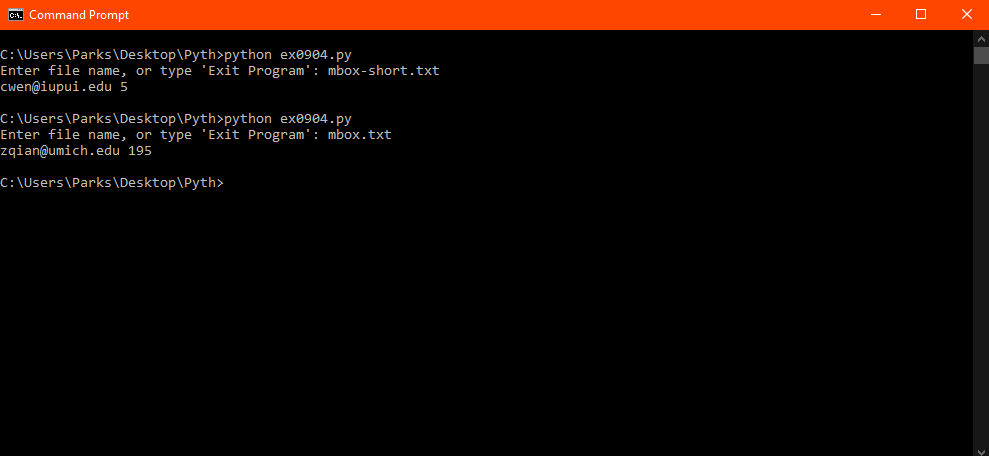 Command Prompt
C:\Users\Parks\Desktop\Pyth>python ex0904.py
Enter file name, or type 'Exit Program': mbox-short.txt
cwen@iupui.edu 5
C:\Users\Parks\Desktop\Pyth>python ex0904.py
Enter file name, or type 'Exit Program': mbox.txt
zqian@umich.edu 195
C:\Users\Parks\Desktop\Pyth>